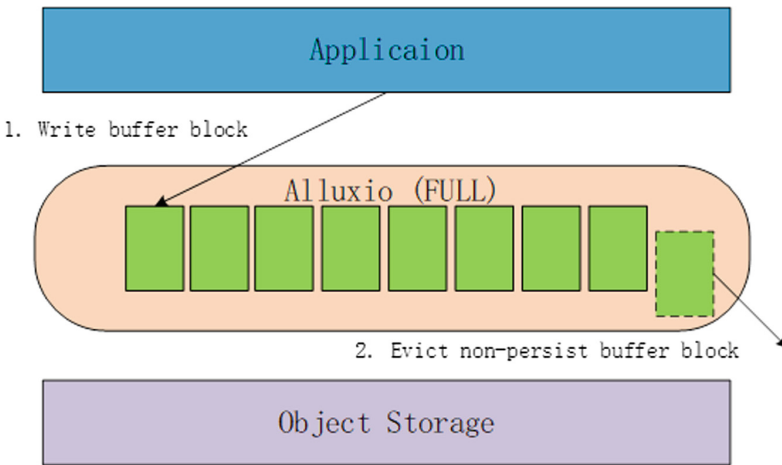 Applicaion
1. Write buffer block
Alluxio (FULL)
2. Evict non-persist buffer block
Object Storage